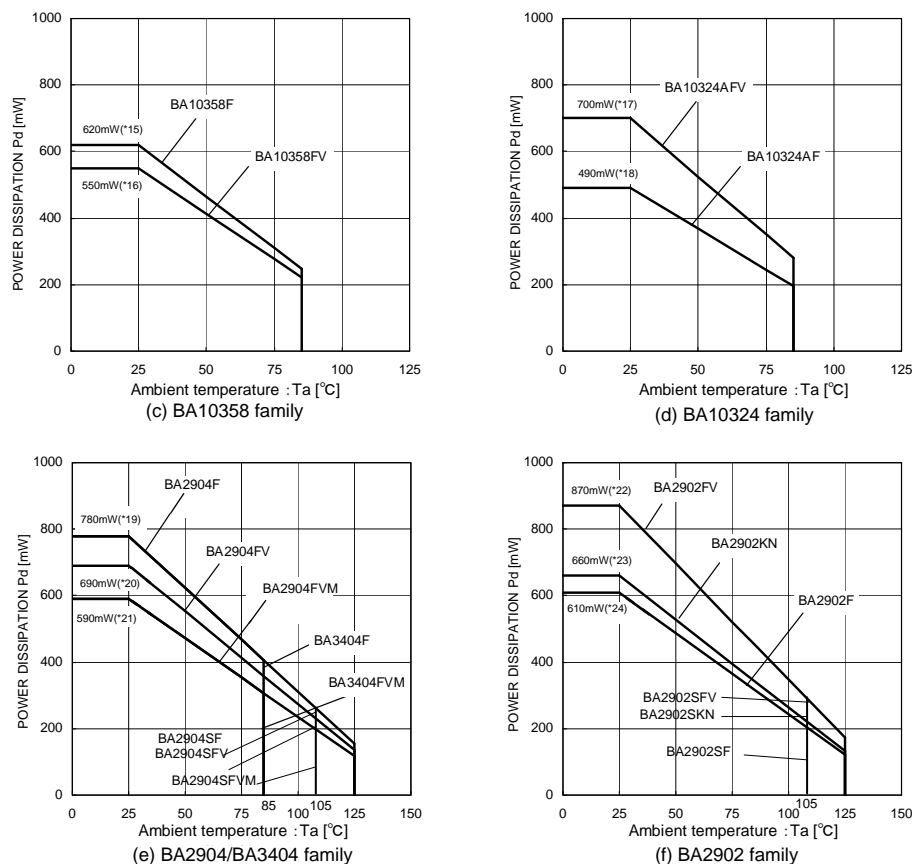 1000
800
600
400
200
0
POWER DISSIPATION Pd [mW]
620mW(*15)
550mW(*16)
BA10358F
BA10358FV
0 25 50 75 100 125
Ambient temperature : Ta [°C]
(c) BA10358 family
1000
800
600
400
200
0
POWER DISSIPATION Pd [mW]
700mW(*17)
490mW(*18)
BA10324AFV
BA10324AF
0 25 50 75 100 125
Ambient temperature : Ta [°C]
(d) BA10324 family
1000
800
600
400
200
0
POWER DISSIPATION Pd [mW]
780mW(*19)
690mW(*20)
590mW(*21)
BA2904F
BA2904FV
BA2904FVM
BA3404F
BA3404FVM
BA2904SF
BA2904SFV
BA2904SFVM
85 105
0 25 50 75 100 125 150
Ambient temperature : Ta [°C]
(e) BA2904/BA3404 family
1000
800
600
400
200
0
POWER DISSIPATION Pd [mW]
870mW(*22)
660mW(*23)
610mW(*24)
BA2902FV
BA2902KN
BA2902F
BA2902SFV
BA2902SKN
BA2902SF
105
0 25 50 75 100 125 150
Ambient temperature : Ta [°C]
(f) BA2902 family